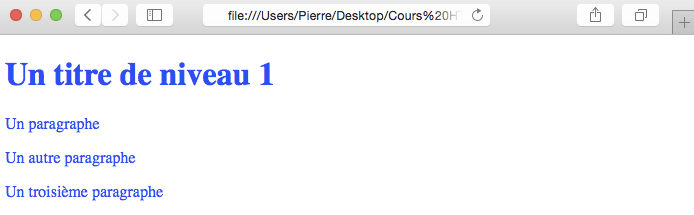 file:///Users/Pierre/Desktop/Cours%20H
Un titre de niveau 1
Un paragraphe
Un autre paragraphe
Un troisième paragraphe